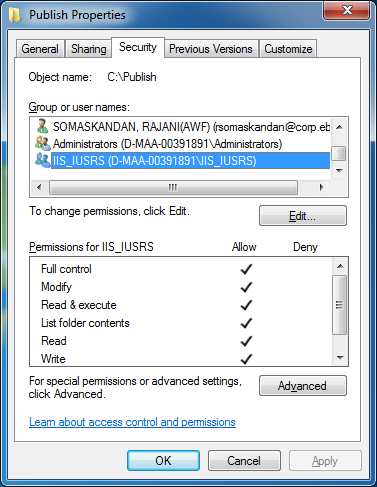 Publish Properties
General Sharing Security Previous Versions Customize
Object name: C:\Publish
Group or user names:
SOMASKANDAN, RAJANI(AWF) (rsomaskandan@corp.eb
Administrators (D-MAA-00391891\Administrators)
IIS_IUSRS (D-MAA-00391891\IIS_IUSRS)
To change permissions, click Edit.
Edit...
Permissions for IIS_IUSRS Allow Deny
Full control
Modify
Read & execute
List folder contents
Read
Write
For special permissions or advanced settings,
click Advanced.
Advanced
Learn about access control and permissions
OK Cancel Apply